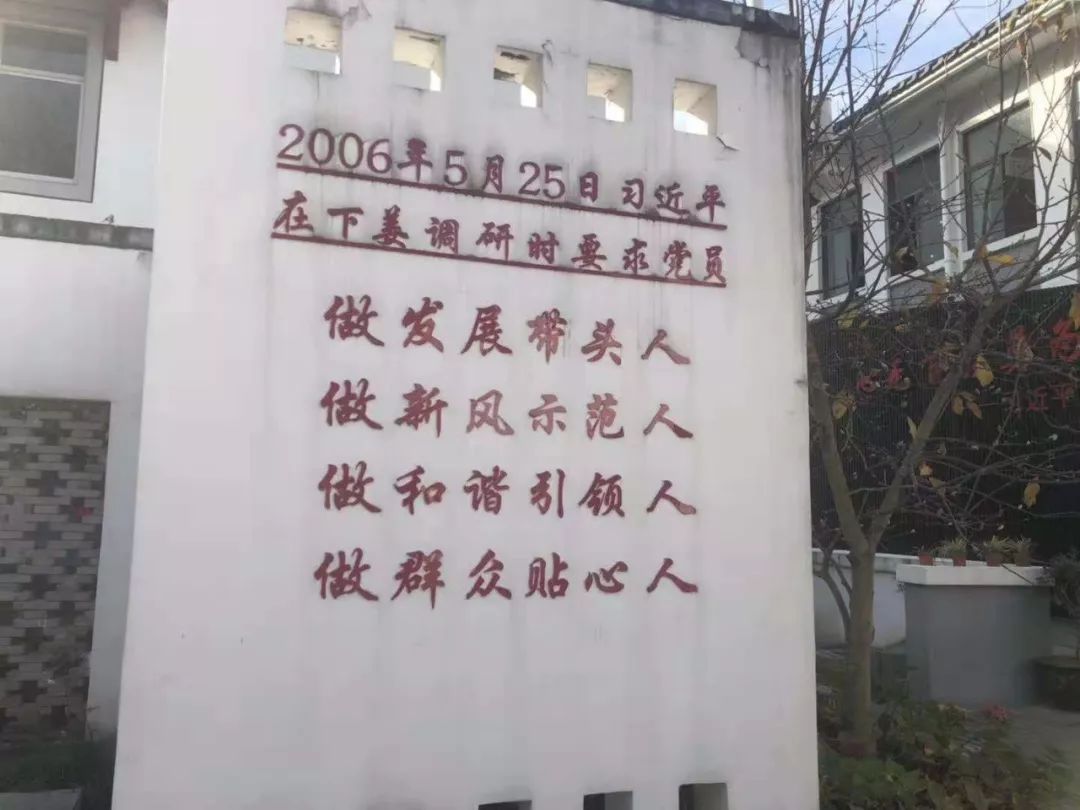 2006年5月25日习近平
在下姜调研时要求党员
做发展带头人
做新风示范人
做和谐引领人
做群众贴心人
近平